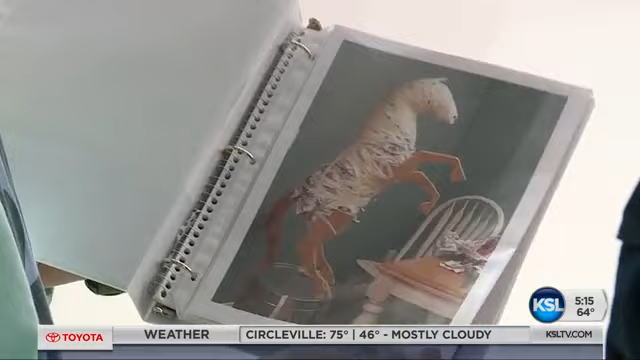 KSL
5:15
64°
TOYOTA
WEATHER
CIRCLEVILLE: 75° | 46° - MOSTLY CLOUDY
KSLTV.COM